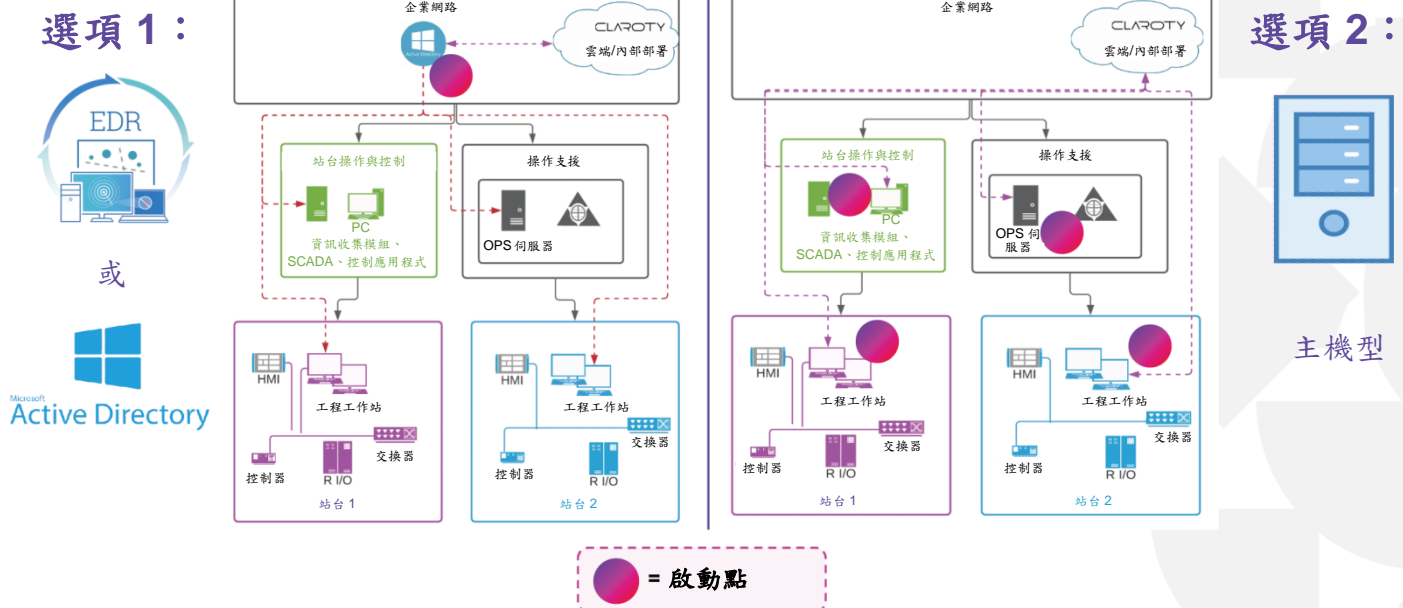 選項 1：
EDR
或
Microsoft
Active Directory
企業網路
CLAROTY
雲端/內部部署
Active Directory
站台操作與控制
PC
資訊收集模組、
SCADA、控制應用程式
操作支援
OPS 伺服器
HMI
工程工作站
交換器
控制器
R I/O
站台 1
HMI
工程工作站
交換器
控制器
R I/O
站台 2
企業網路
CLAROTY
雲端/內部部署
站台操作與控制
PC
資訊收集模組、
SCADA、控制應用程式
操作支援
OPS 伺
服器
HMI
工程工作站
交換器
控制器
R I/O
站台 1
HMI
工程工作站
交換器
控制器
R I/O
站台 2
選項 2：
主機型
= 啟動點